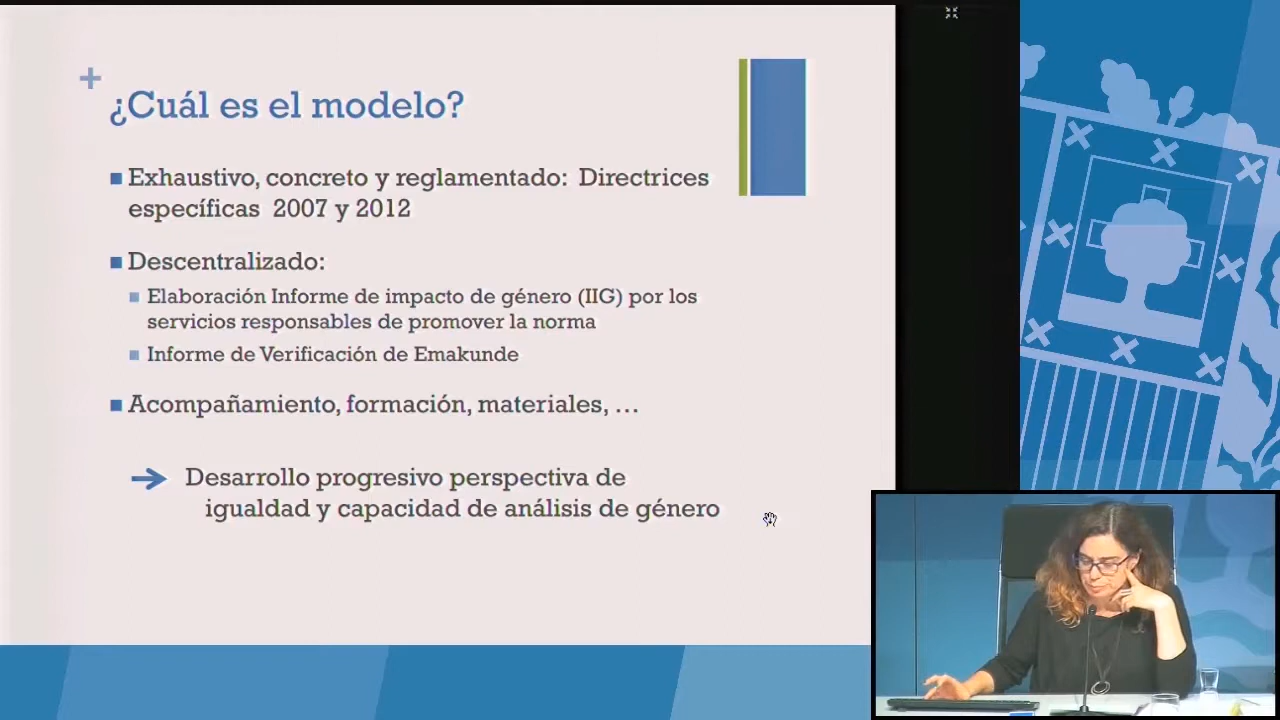 ¿Cuál es el modelo?
Exhaustivo, concreto y reglamentado: Directrices
específicas 2007 y 2012
Descentralizado:
Elaboración Informe de impacto de género (IIG) por los
servicios responsables de promover la norma
Informe de Verificación de Emakunde
Acompañamiento, formación, materiales, ...
Desarrollo progresivo perspectiva de
igualdad y capacidad de análisis de género